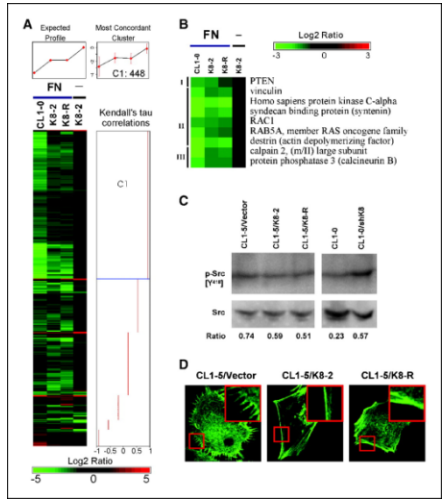 A
Expected
Profile
Most Concordant
Cluster
C1: 448
FN
–
CL1-0
K8-2
K8-R
K8-2
Kendall's tau
correlations
C1
-1 -0.5 0 0.5 1
Log2 Ratio
-5 0 5
B
Log2 Ratio
-3 0 3
FN
–
CL1-0
K8-2
K8-R
K8-2
I
II
III
PTEN
vinculin
Homo sapiens protein kinase C-alpha
syndecan binding protein (syntenin)
RAC1
RAB5A, member RAS oncogene family
destrin (actin depolymerizing factor)
calpain 2, (m/II) large subunit
protein phosphatase 3 (calcineurin B)
C
CL1-5/Vector
CL1-5/K8-2
CL1-5/K8-R
CL1-0
CL1-0/shK8
p-Src
Src
Ratio 0.74 0.59 0.51 0.23 0.57
D
CL1-5/Vector CL1-5/K8-2 CL1-5/K8-R